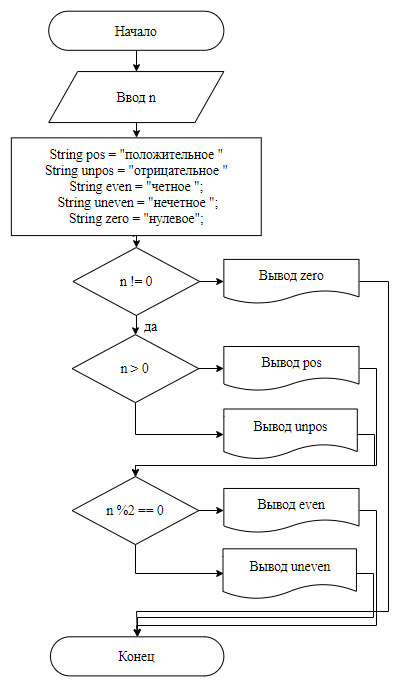 Начало
Ввод n
String pos = "положительное "
String unpos = "отрицательное "
String even = "четное ";
String uneven = "нечетное ";
String zero = "нулевое";
n != 0
Вывод zero
да
n > 0
Вывод pos
Вывод unpos
n %2 == 0
Вывод even
Вывод uneven
Конец